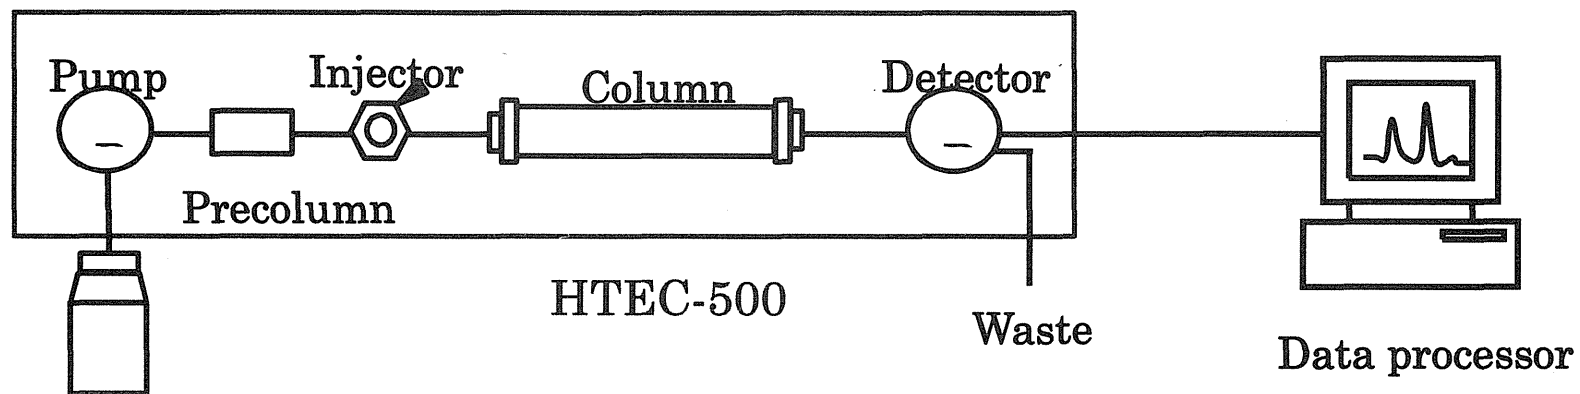 Pump
Injector
Column
Detector
Precolumn
HTEC-500
Waste
Data processor